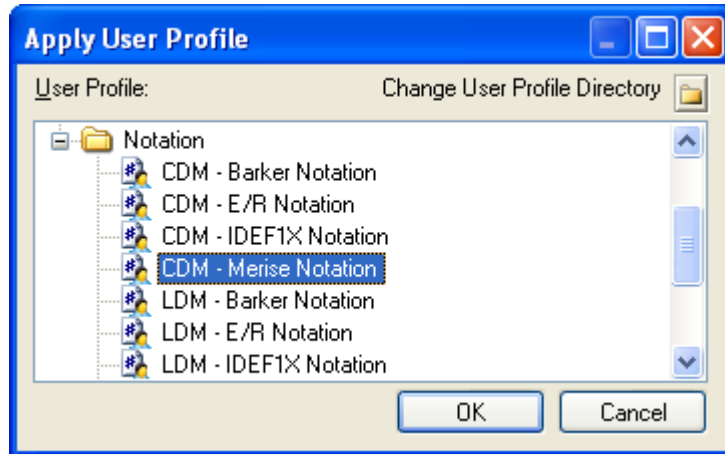 Apply User Profile
User Profile: Change User Profile Directory
Notation
CDM - Barker Notation
CDM - E/R Notation
CDM - IDEF1X Notation
CDM - Merise Notation
LDM - Barker Notation
LDM - E/R Notation
LDM - IDEF1X Notation
OK Cancel